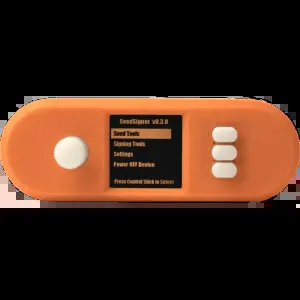 SeedSigner v0.3.0
Seed Tools
Signing Tools
Settings
Power OFF Device
Press Control Stick to Select